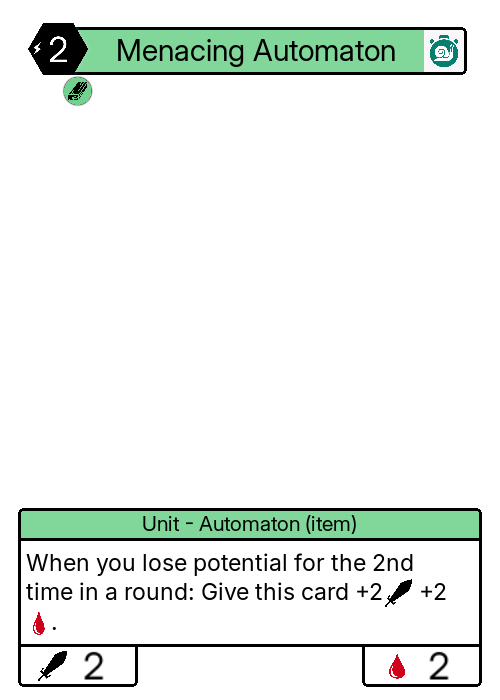 2
Menacing Automaton
Unit - Automaton (item)
When you lose potential for the 2nd
time in a round: Give this card +2 +2
.
2
2